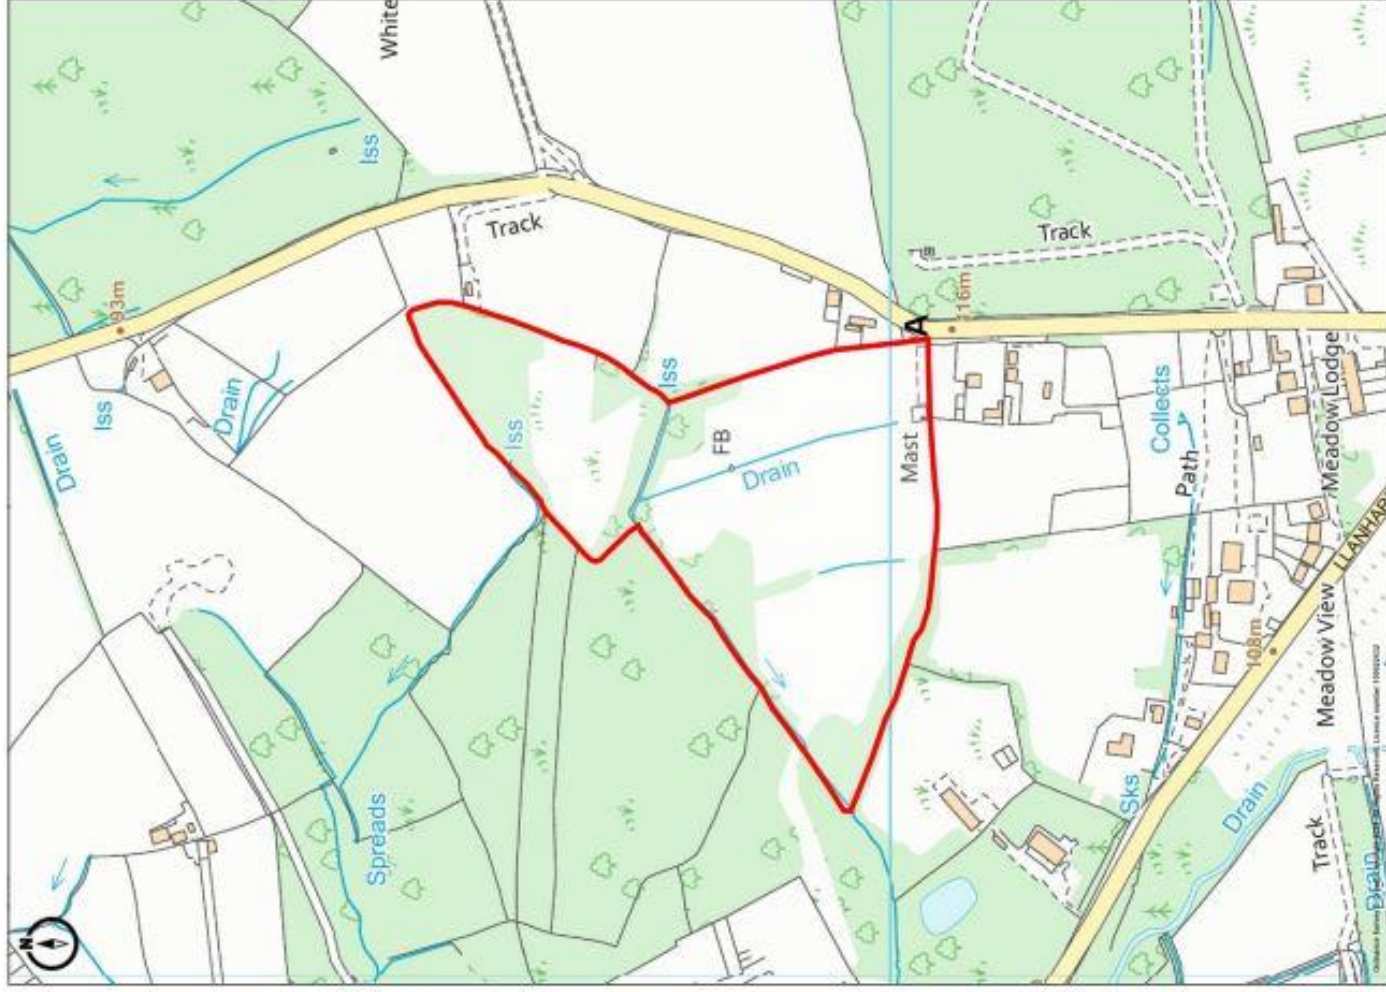 White
Iss
93m
Track
Iss
Drain
Drain
Iss
Iss
Track
A
116m
FB
Drain
Mast
Collects
Path
Meadow Lodge
LLANHAR
Meadow View
108m
Spreads
Sks
Drain
Track
Drain
N